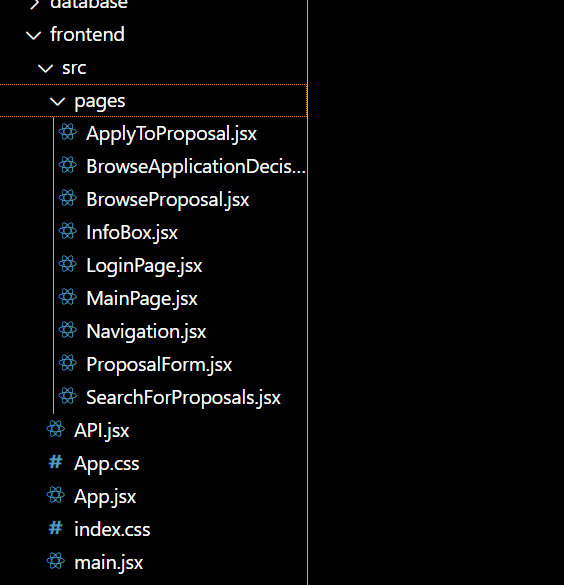 database
frontend
src
pages
ApplyToProposal.jsx
BrowseApplicationDecis...
BrowseProposal.jsx
InfoBox.jsx
LoginPage.jsx
MainPage.jsx
Navigation.jsx
ProposalForm.jsx
SearchForProposals.jsx
API.jsx
# App.css
App.jsx
# index.css
main.jsx